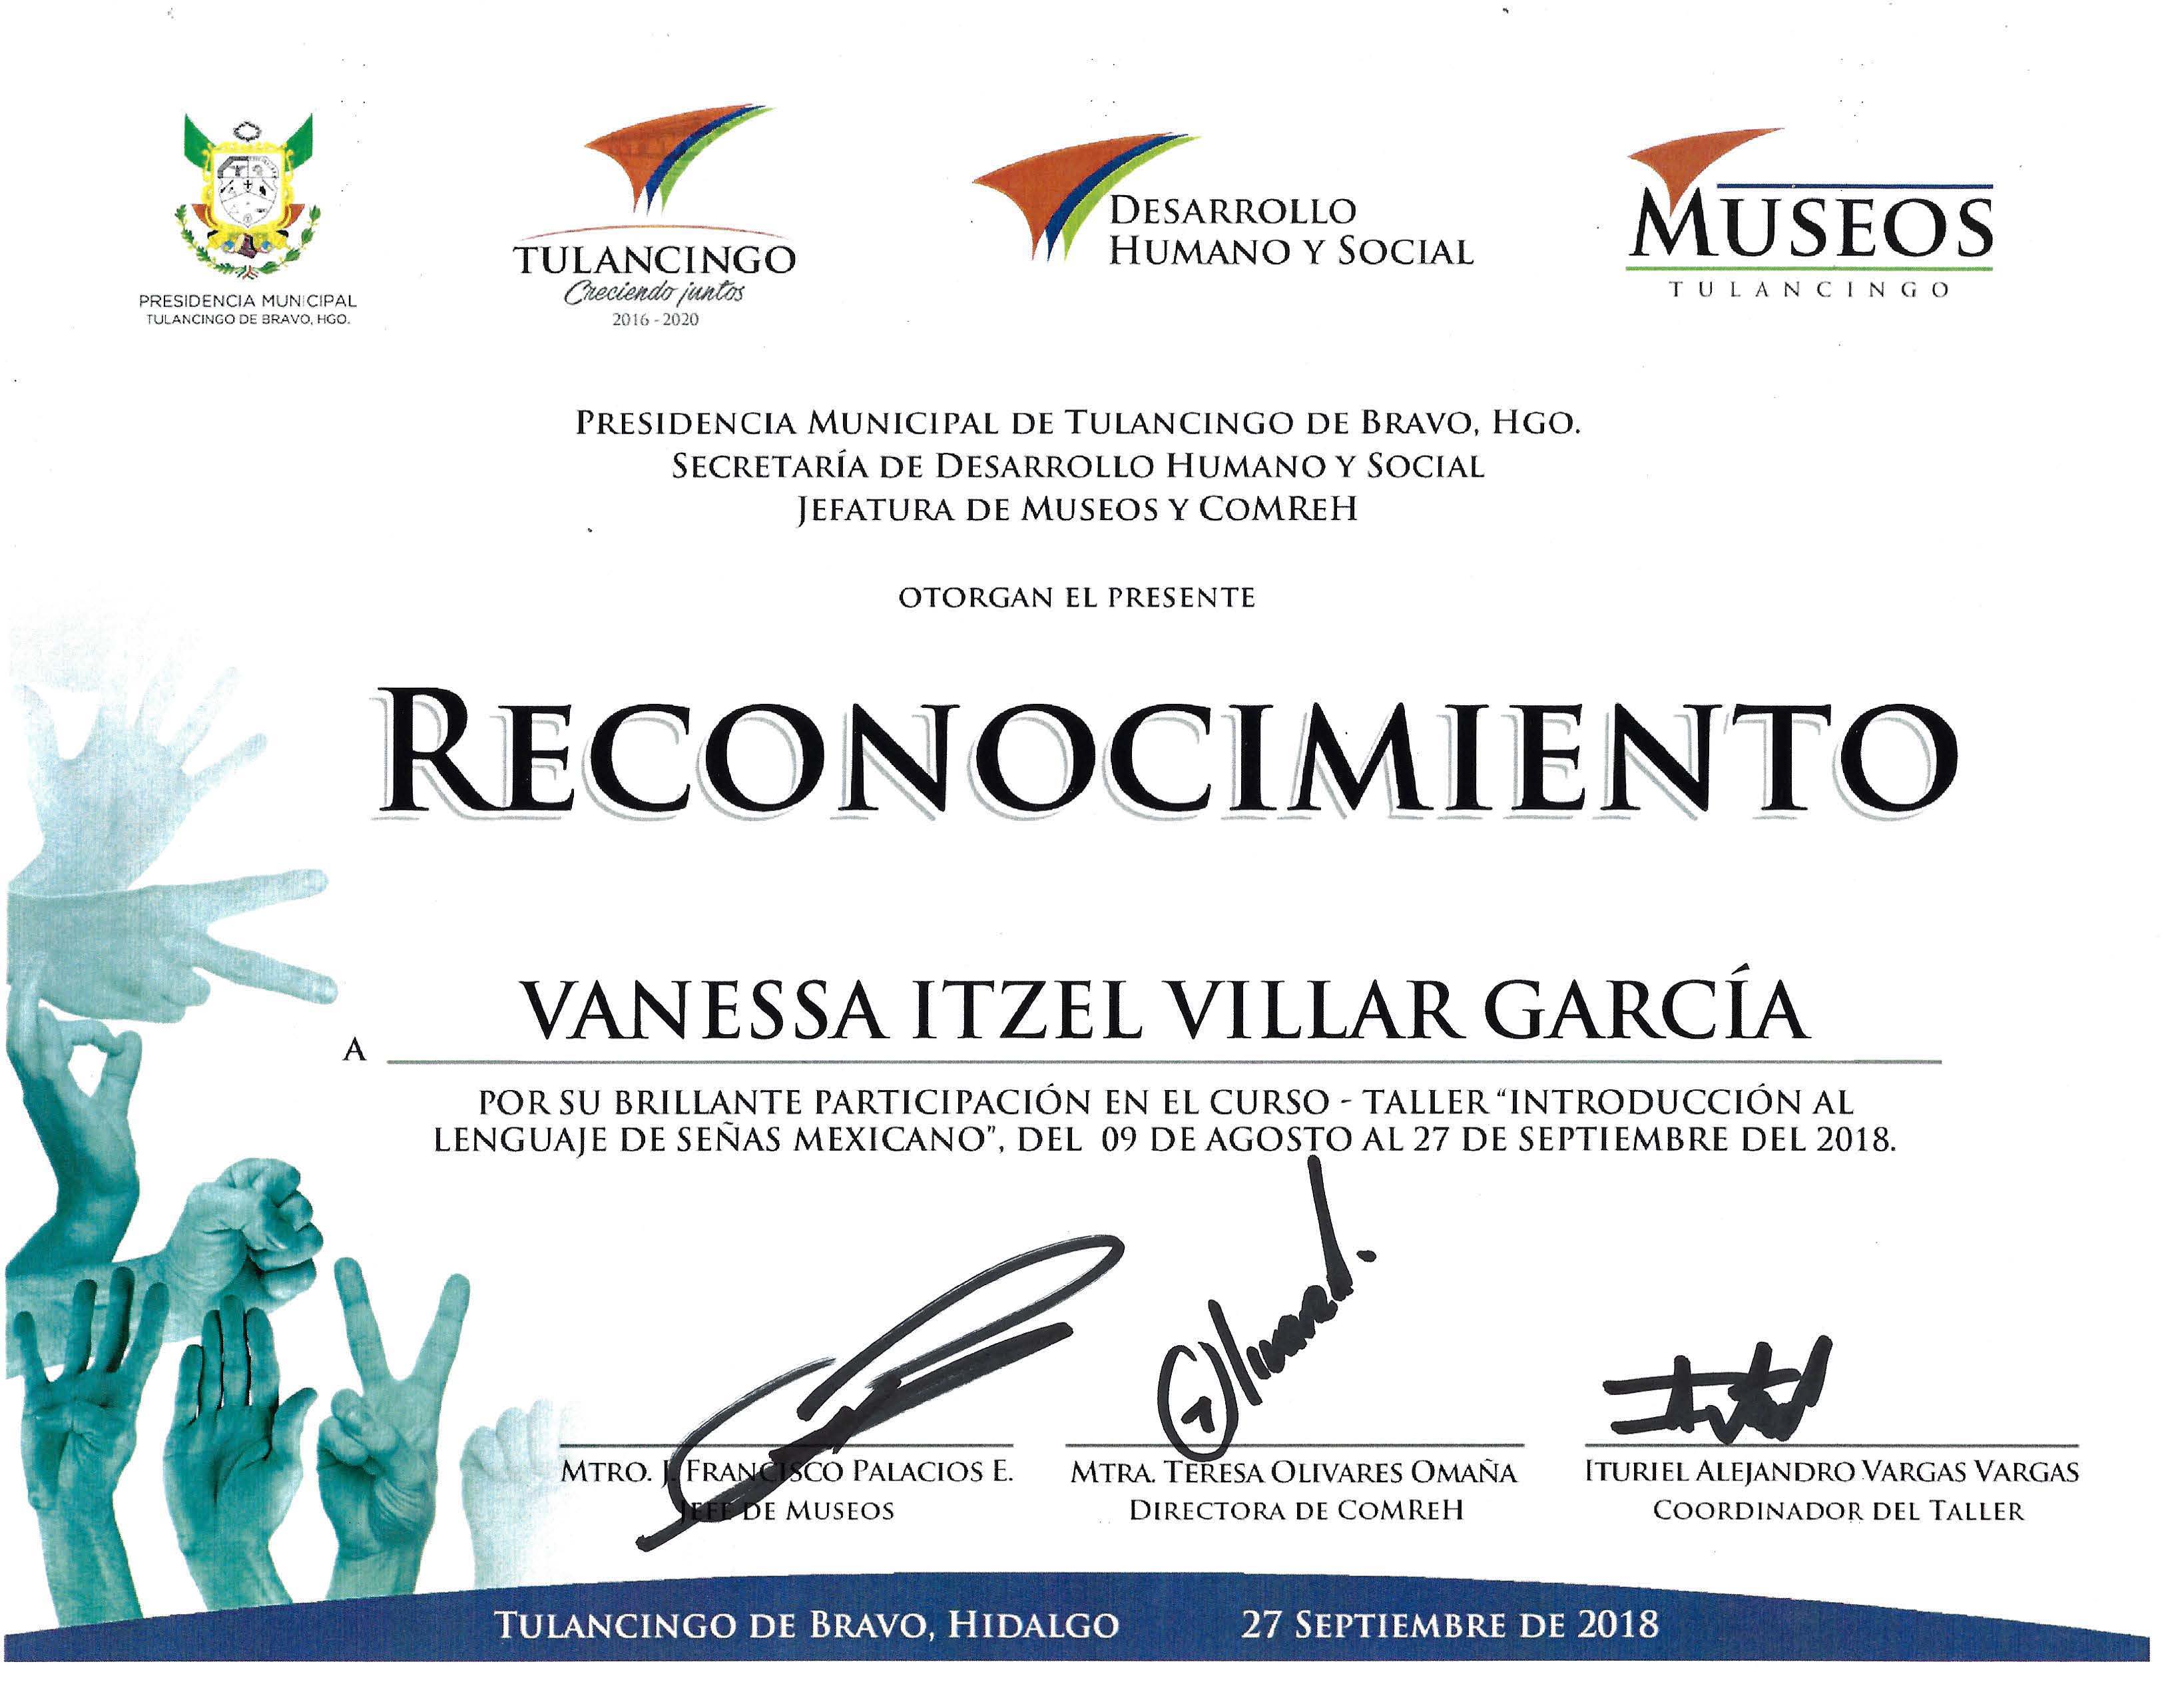 PRESIDENCIA MUNICIPAL
TULANCINGO DE BRAVO, HGO.
TULANCINGO
Creciendo juntos
2016 - 2020
DESARROLLO
HUMANO Y SOCIAL
MUSEOS
TULANCINGO
PRESIDENCIA MUNICIPAL DE TULANCINGO DE BRAVO, HGO.
SECRETARÍA DE DESARROLLO HUMANO Y SOCIAL
JEFATURA DE MUSEOS Y COMREH
OTORGAN EL PRESENTE
RECONOCIMIENTO
A VANESSA ITZEL VILLAR GARCÍA
POR SU BRILLANTE PARTICIPACIÓN EN EL CURSO - TALLER “INTRODUCCIÓN AL
LENGUAJE DE SEÑAS MEXICANO”, DEL 09 DE AGOSTO AL 27 DE SEPTIEMBRE DEL 2018.
MTRO. J. FRANCISCO PALACIOS E.
JEFE DE MUSEOS
MTRA. TERESA OLIVARES OMAÑA
DIRECTORA DE COMREH
ITURIEL ALEJANDRO VARGAS VARGAS
COORDINADOR DEL TALLER
TULANCINGO DE BRAVO, HIDALGO 27 SEPTIEMBRE DE 2018